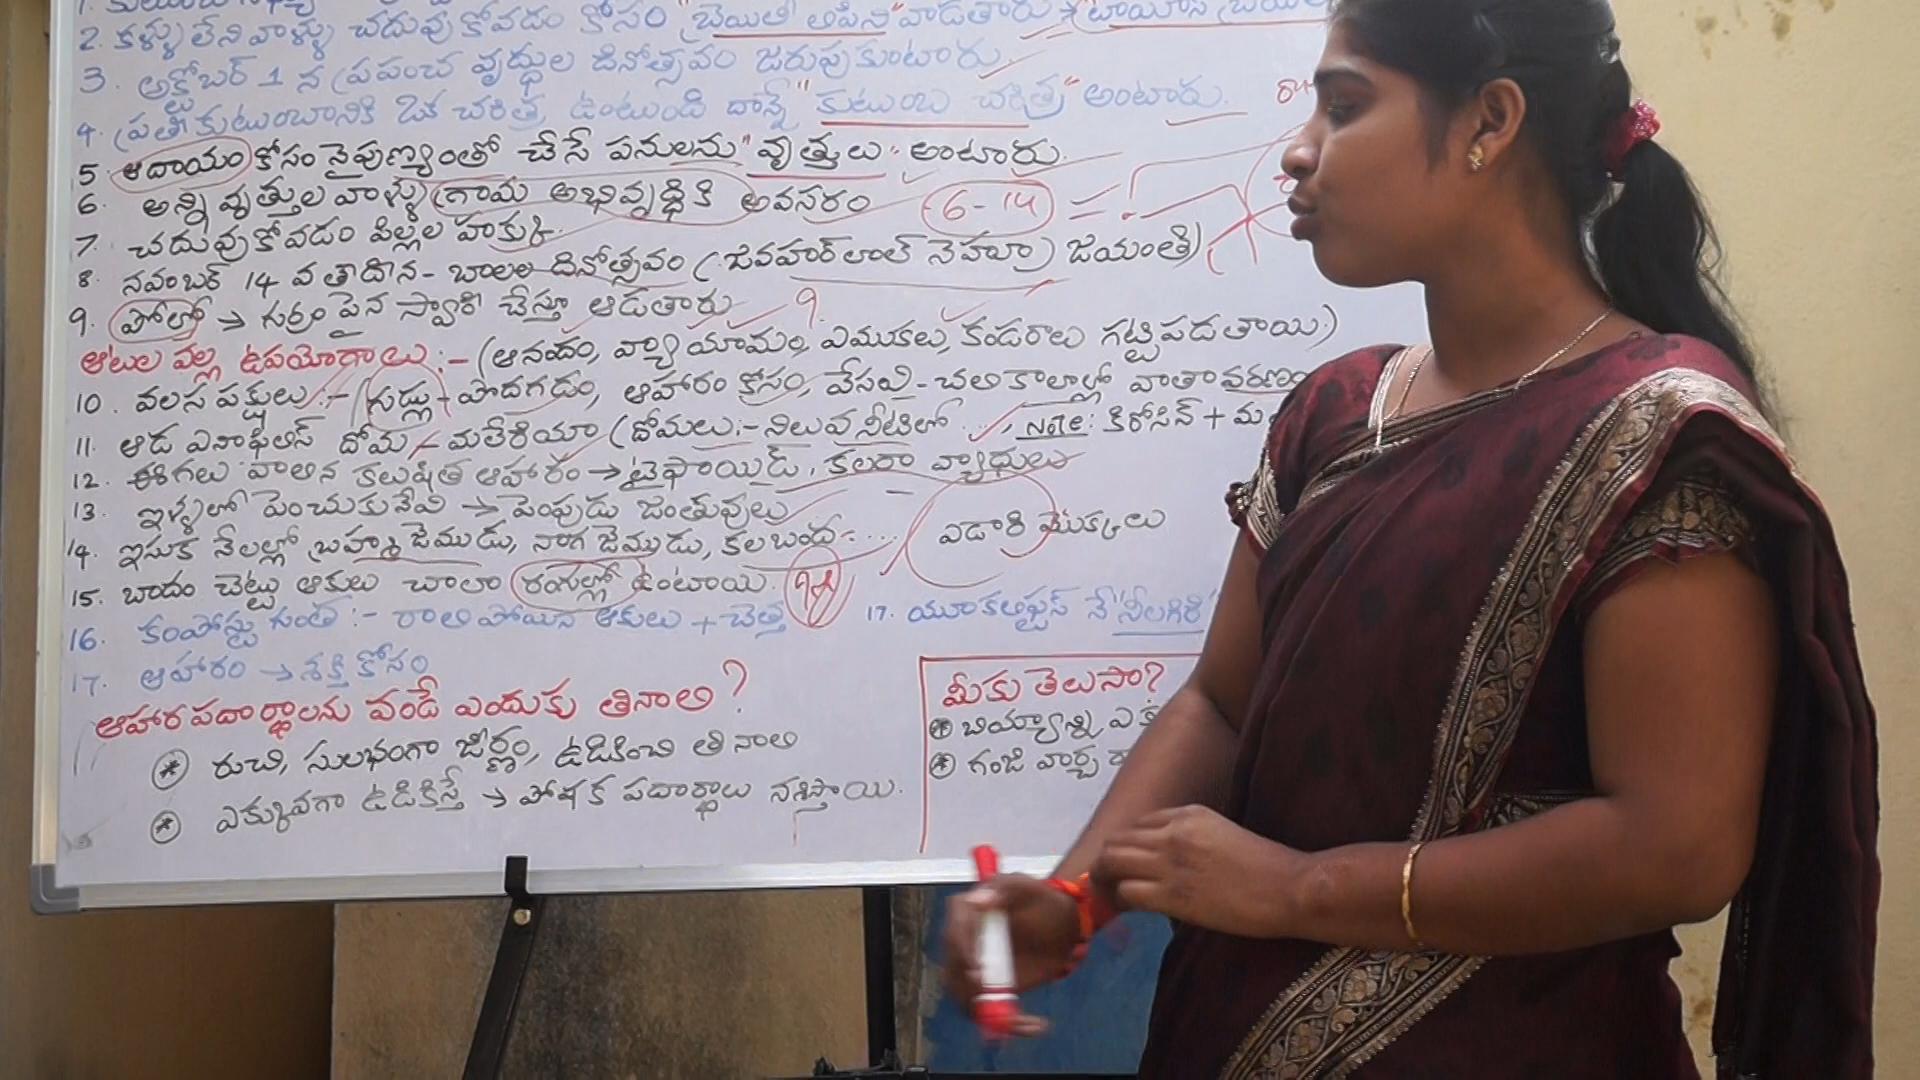 2. కళ్ళు లేని వాళ్ళు చదువు కోవడం కోసం "బ్రెయిలీ లిపిని" వాడతారు →
3. అక్టోబర్ 1 న ప్రపంచ వృద్ధుల దినోత్సవం జరుపుకుంటారు.
4. ప్రతి కుటుంబానికి ఒక చరిత్ర ఉంటుంది దాన్నే "కుటుంబ చరిత్ర" అంటారు.
5. ఆదాయం కోసం నైపుణ్యంతో చేసే పనులను "వృత్తులు" అంటారు.
6. అన్ని వృత్తుల వాళ్ళు గ్రామ అభివృద్ధికి అవసరం (6-14)
7. చదువుకోవడం పిల్లల హక్కు.
8. నవంబర్ 14 వ తాదీన - బాలల దినోత్సవం (జవహర్ లాల్ నెహ్రూ జయంతి)
9. పోలో → గుర్రం పైన స్వారీ చేస్తూ ఆడతారు 9.
ఆటల వల్ల ఉపయోగాలు :- (ఆనందం, వ్యాయామం, ఎముకలు, కండరాలు గట్టిపడతాయి.)
10. వలస పక్షులు :- (గుడ్లు - పొదగడం, ఆహారం కోసం, వేసవి - చలి కాలాల్లో వాతావరణం
11. ఆడ ఎనాఫిలిస్ దోమ - మలేరియా (దోమలు :- నిలువ నీటిలో .... Note: కిరోసిన్ +
12. ఈగలు వాలిన కలుషిత ఆహారం → టైఫాయిడ్, కలరా వ్యాధులు
13. ఇళ్ళలో పెంచుకునేవి → పెంపుడు జంతువులు
14. ఇసుక నేలల్లో బ్రహ్మ జెముడు, నాగ జెముడు, కలబంద ..... ఎడారి మొక్కలు
15. బాదం చెట్టు ఆకులు చాలా రంగుల్లో ఉంటాయి.
16. కంపోస్టు గుంత :- రాలి పోయిన ఆకులు + చెత్త
17. యూకలిప్టస్ నే "నీలగిరి
17. ఆహారం → శక్తి కోసం
ఆహార పదార్థాలను వండే ఎందుకు తినాలి ?
* రుచి, సులభంగా జీర్ణం, ఉడికించి తినాలి
* ఎక్కువగా ఉడికిస్తే → పోషక పదార్థాలు నశిస్తాయి.
మీకు తెలుసా?
* బియ్యాన్ని
* గంజి వార్చ